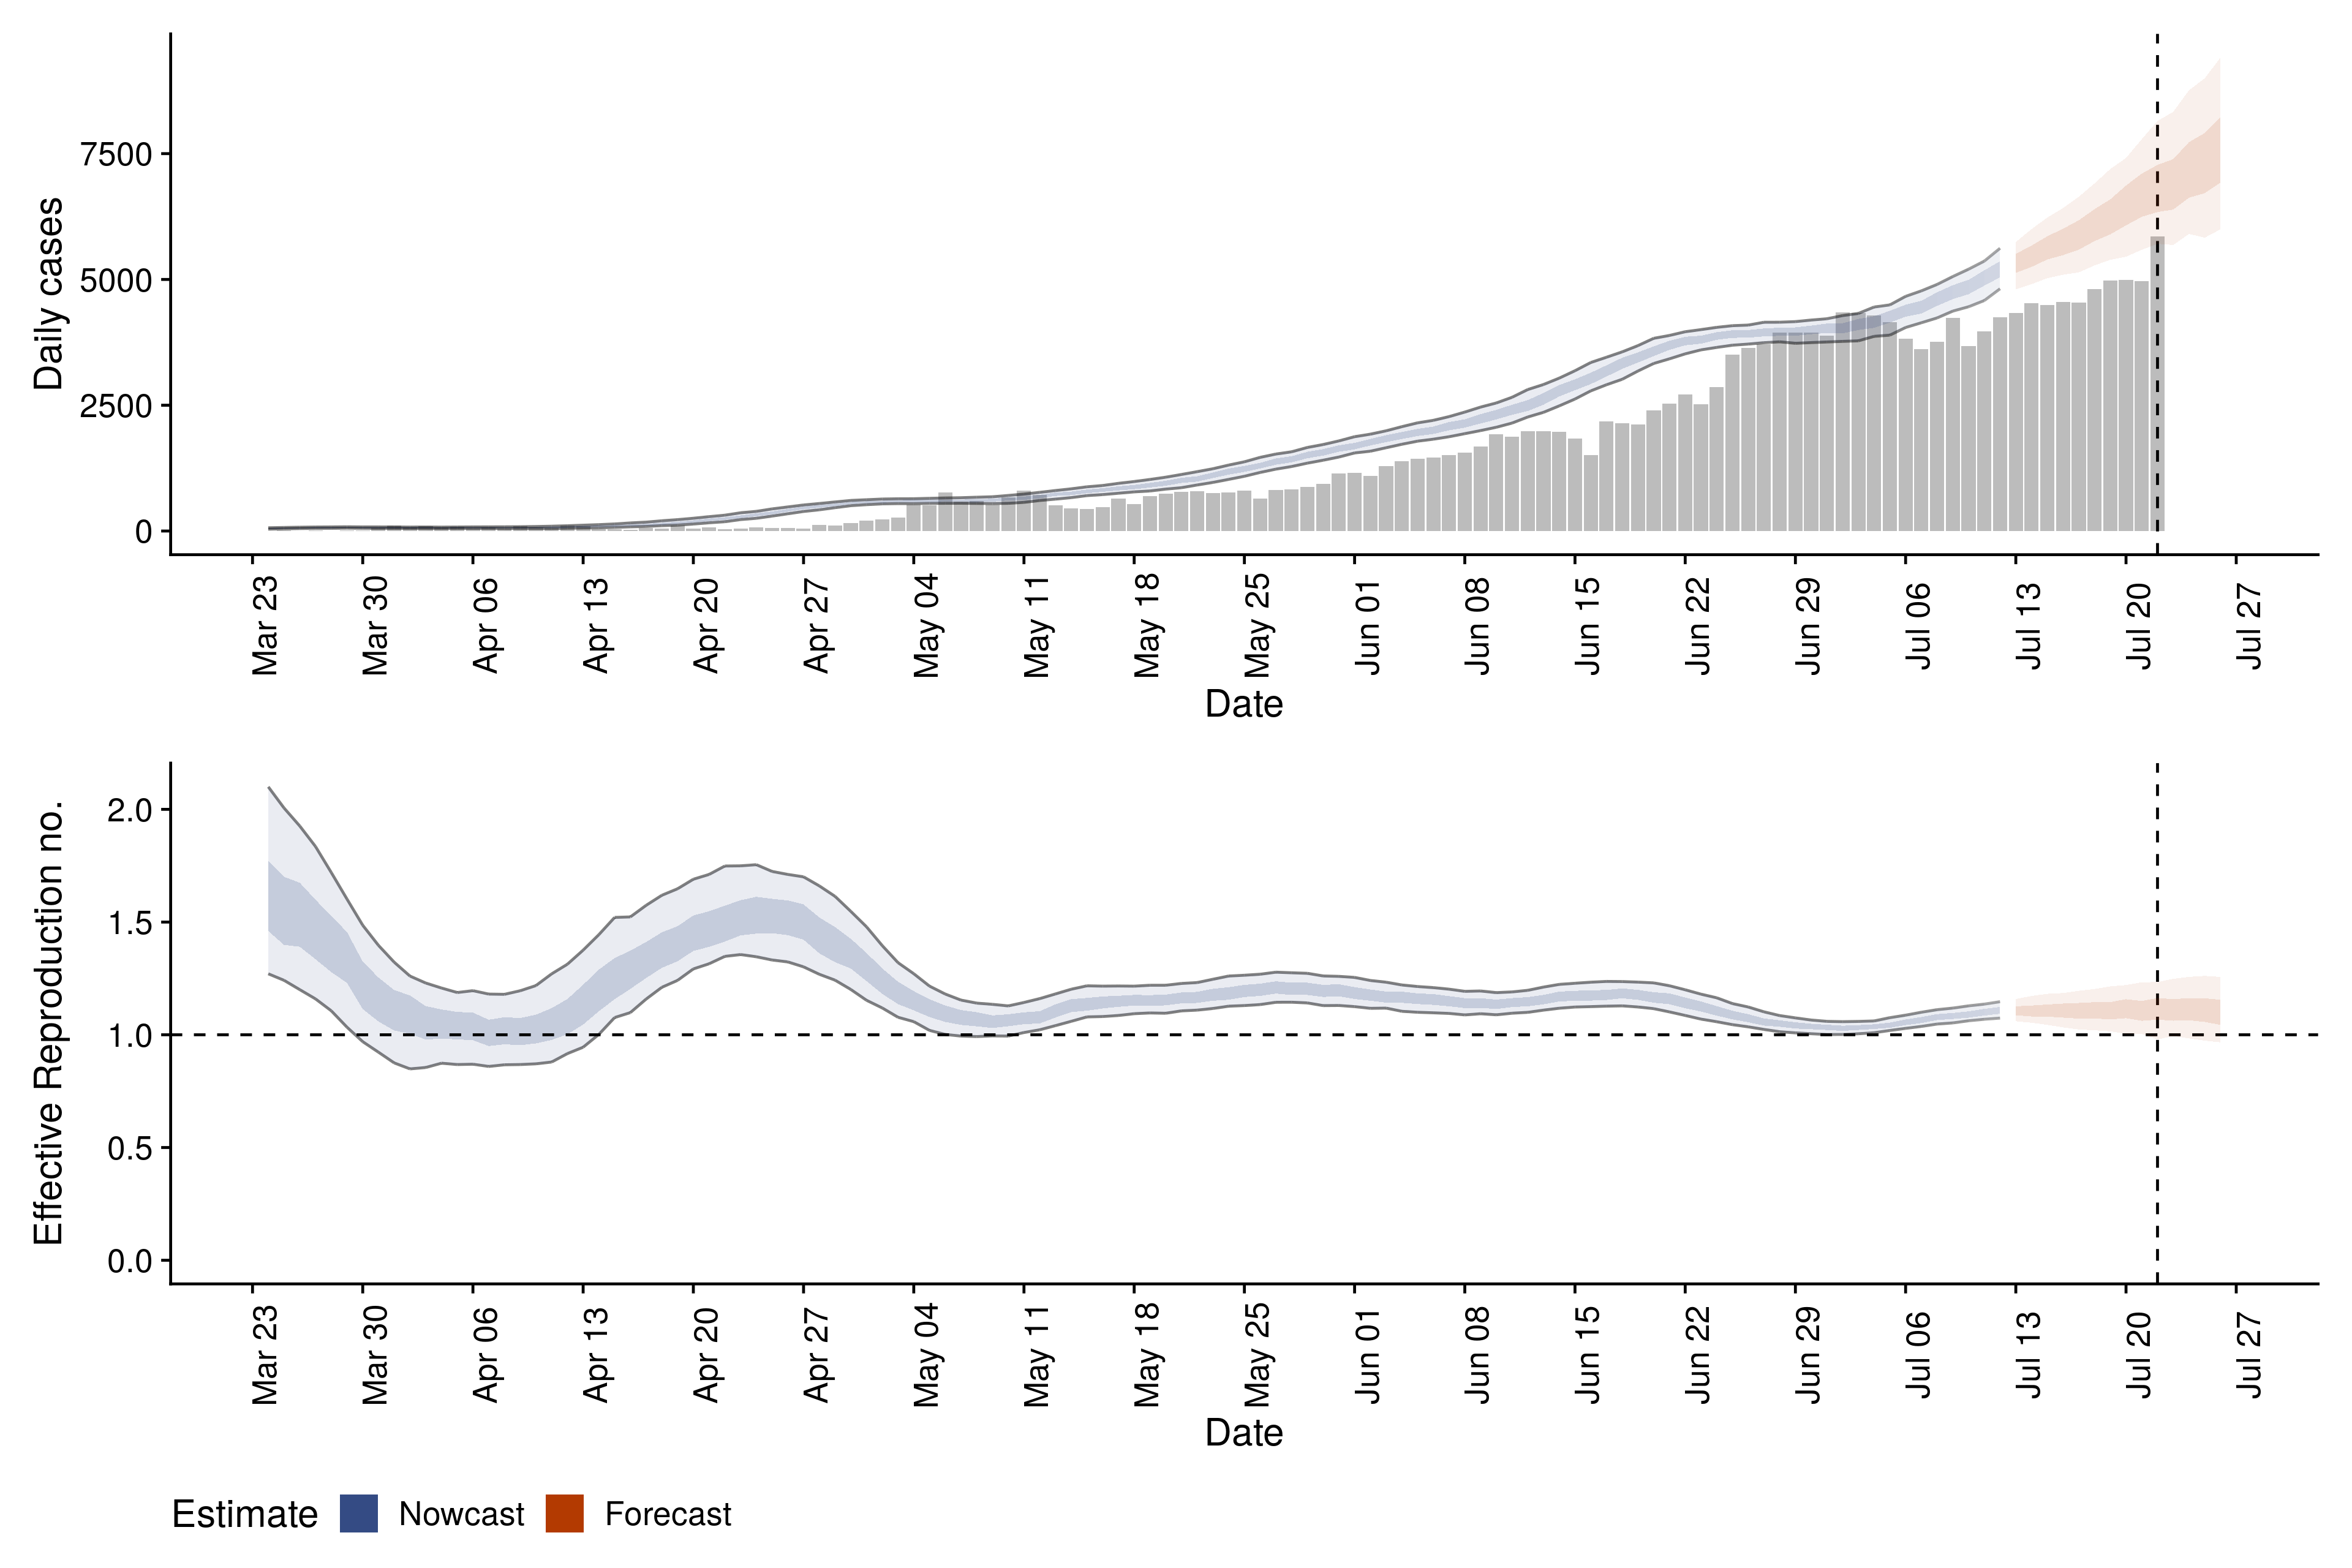 Daily cases
7500
5000
2500
0
Mar 23
Mar 30
Apr 06
Apr 13
Apr 20
Apr 27
May 04
May 11
May 18
May 25
Jun 01
Jun 08
Jun 15
Jun 22
Jun 29
Jul 06
Jul 13
Jul 20
Jul 27
Date
Effective Reproduction no.
2.0
1.5
1.0
0.5
0.0
Mar 23
Mar 30
Apr 06
Apr 13
Apr 20
Apr 27
May 04
May 11
May 18
May 25
Jun 01
Jun 08
Jun 15
Jun 22
Jun 29
Jul 06
Jul 13
Jul 20
Jul 27
Date
Estimate Nowcast Forecast